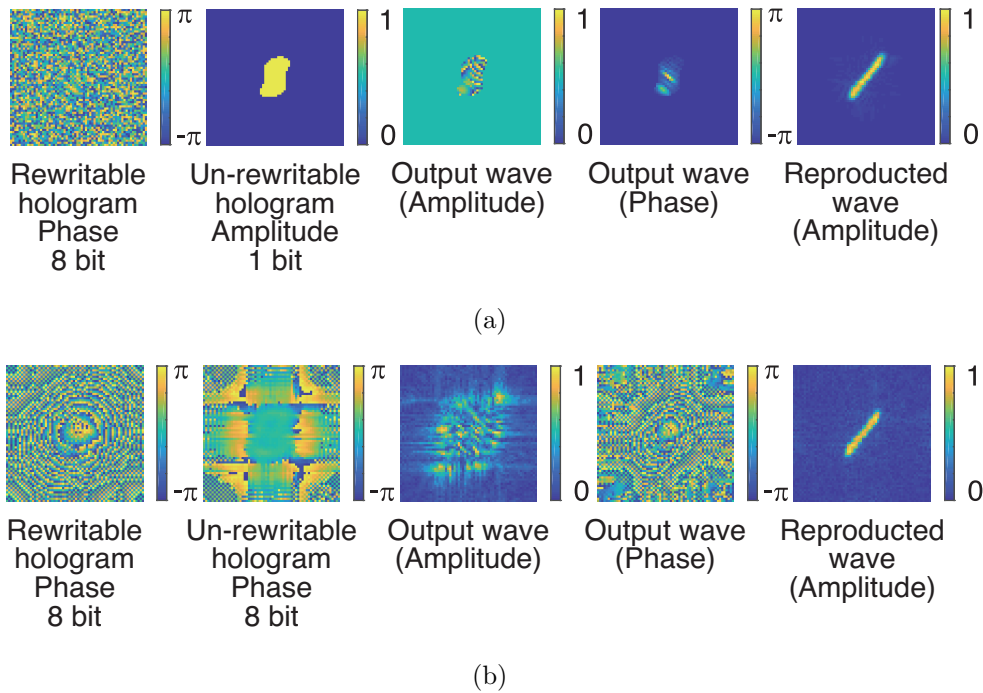 π
-π
1
0
1
0
π
-π
1
0
Rewritable
hologram
Phase
8 bit
Un-rewritable
hologram
Amplitude
1 bit
Output wave
(Amplitude)
Output wave
(Phase)
Reproducted
wave
(Amplitude)
(a)
π
-π
π
-π
1
0
π
-π
1
0
Rewritable
hologram
Phase
8 bit
Un-rewritable
hologram
Phase
8 bit
Output wave
(Amplitude)
Output wave
(Phase)
Reproducted
wave
(Amplitude)
(b)